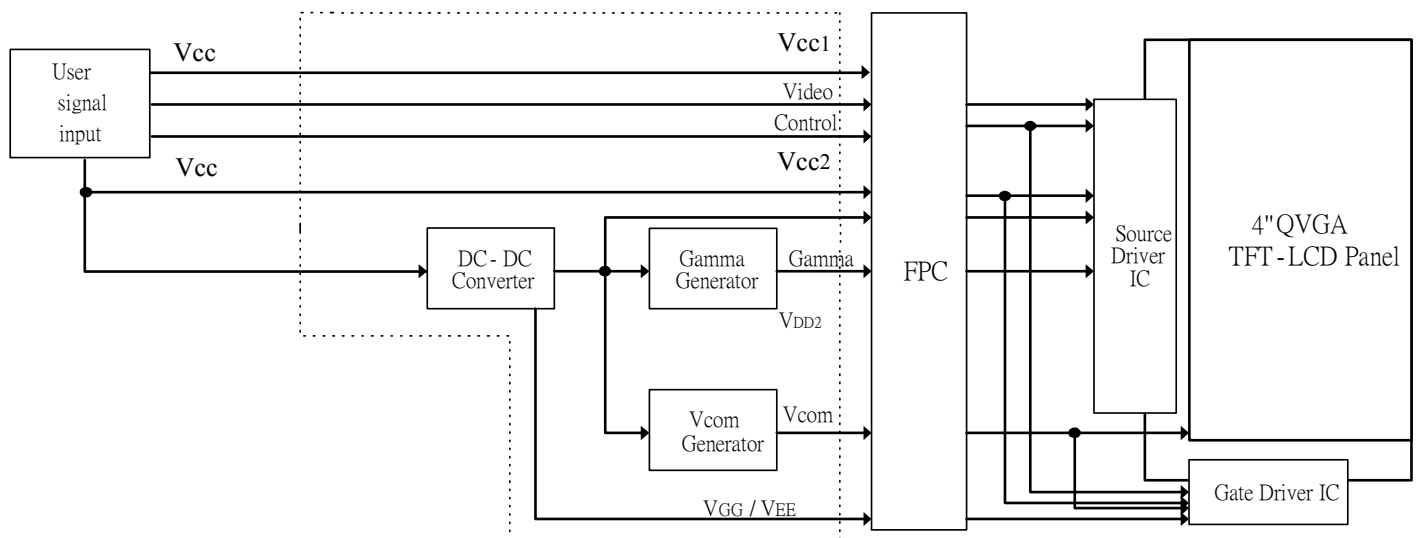 User
signal
input
Vcc
Vcc1
Video
Control
Vcc
Vcc2
DC - DC
Converter
Gamma
Generator
Gamma
VDD2
Vcom
Generator
Vcom
VGG / VEE
FPC
Source
Driver
IC
4" QVGA
TFT - LCD Panel
Gate Driver IC